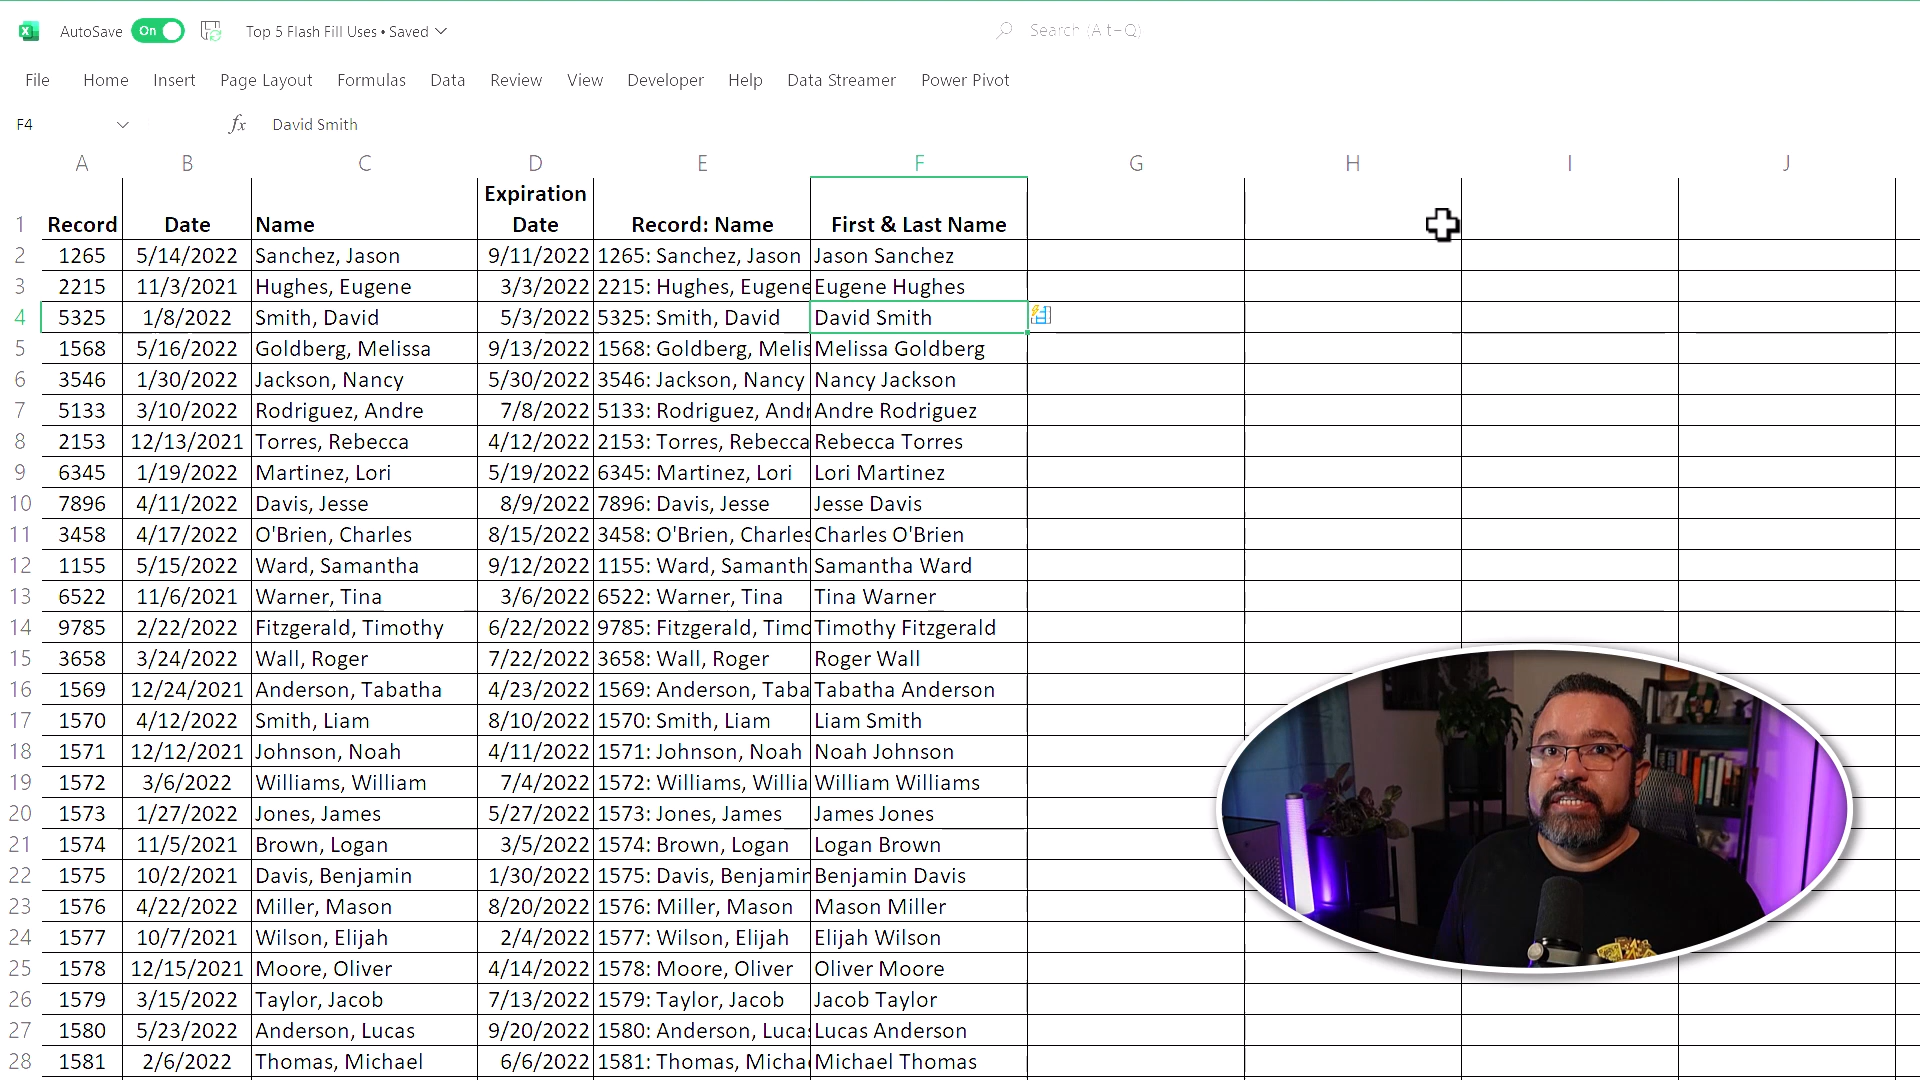 AutoSave On Top 5 Flash Fill Uses • Saved Search (Alt+Q)
File Home Insert Page Layout Formulas Data Review View Developer Help Data Streamer Power Pivot
F4 fx David Smith
A B C D E F G H I J
Expiration
1 Record Date Name Date Record: Name First & Last Name
2 1265 5/14/2022 Sanchez, Jason 9/11/2022 1265: Sanchez, Jason Jason Sanchez
3 2215 11/3/2021 Hughes, Eugene 3/3/2022 2215: Hughes, Eugene Eugene Hughes
4 5325 1/8/2022 Smith, David 5/3/2022 5325: Smith, David David Smith
5 1568 5/16/2022 Goldberg, Melissa 9/13/2022 1568: Goldberg, Melis Melissa Goldberg
6 3546 1/30/2022 Jackson, Nancy 5/30/2022 3546: Jackson, Nancy Nancy Jackson
7 5133 3/10/2022 Rodriguez, Andre 7/8/2022 5133: Rodriguez, Andr Andre Rodriguez
8 2153 12/13/2021 Torres, Rebecca 4/12/2022 2153: Torres, Rebecca Rebecca Torres
9 6345 1/19/2022 Martinez, Lori 5/19/2022 6345: Martinez, Lori Lori Martinez
10 7896 4/11/2022 Davis, Jesse 8/9/2022 7896: Davis, Jesse Jesse Davis
11 3458 4/17/2022 O'Brien, Charles 8/15/2022 3458: O'Brien, Charles Charles O'Brien
12 1155 5/15/2022 Ward, Samantha 9/12/2022 1155: Ward, Samanth Samantha Ward
13 6522 11/6/2021 Warner, Tina 3/6/2022 6522: Warner, Tina Tina Warner
14 9785 2/22/2022 Fitzgerald, Timothy 6/22/2022 9785: Fitzgerald, Timo Timothy Fitzgerald
15 3658 3/24/2022 Wall, Roger 7/22/2022 3658: Wall, Roger Roger Wall
16 1569 12/24/2021 Anderson, Tabatha 4/23/2022 1569: Anderson, Taba Tabatha Anderson
17 1570 4/12/2022 Smith, Liam 8/10/2022 1570: Smith, Liam Liam Smith
18 1571 12/12/2021 Johnson, Noah 4/11/2022 1571: Johnson, Noah Noah Johnson
19 1572 3/6/2022 Williams, William 7/4/2022 1572: Williams, Willia William Williams
20 1573 1/27/2022 Jones, James 5/27/2022 1573: Jones, James James Jones
21 1574 11/5/2021 Brown, Logan 3/5/2022 1574: Brown, Logan Logan Brown
22 1575 10/2/2021 Davis, Benjamin 1/30/2022 1575: Davis, Benjamin Benjamin Davis
23 1576 4/22/2022 Miller, Mason 8/20/2022 1576: Miller, Mason Mason Miller
24 1577 10/7/2021 Wilson, Elijah 2/4/2022 1577: Wilson, Elijah Elijah Wilson
25 1578 12/15/2021 Moore, Oliver 4/14/2022 1578: Moore, Oliver Oliver Moore
26 1579 3/15/2022 Taylor, Jacob 7/13/2022 1579: Taylor, Jacob Jacob Taylor
27 1580 5/23/2022 Anderson, Lucas 9/20/2022 1580: Anderson, Lucas Lucas Anderson
28 1581 2/6/2022 Thomas, Michael 6/6/2022 1581: Thomas, Micha Michael Thomas